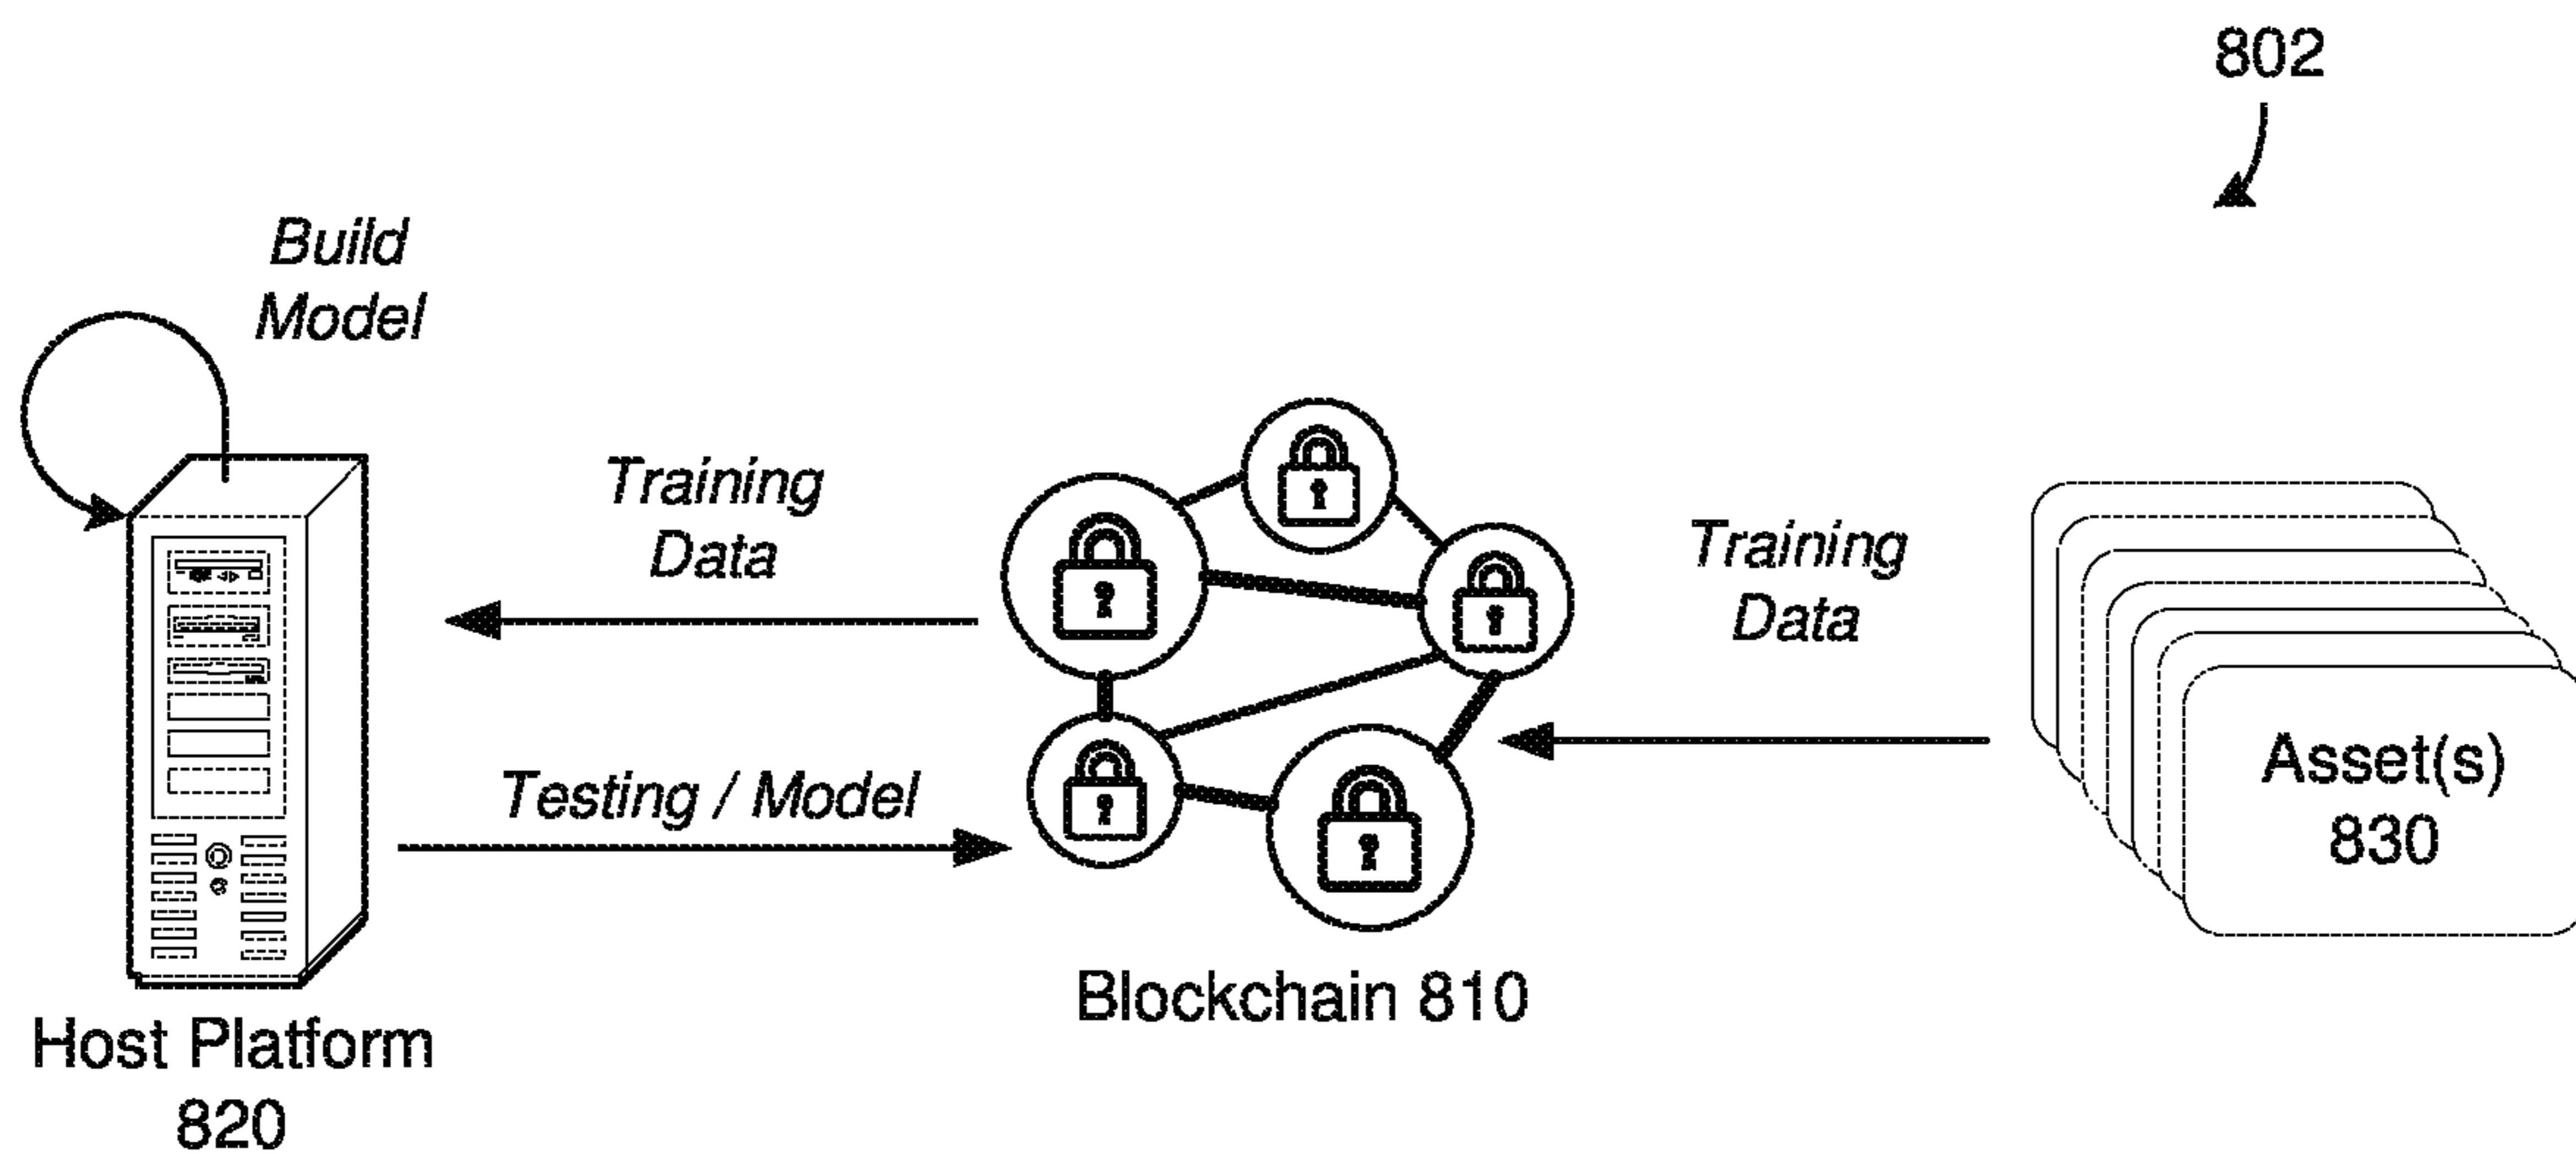 802
Build
Model
Training
Data
Training
Data
Testing / Model
Asset(s)
830
Blockchain 810
Host Platform
820